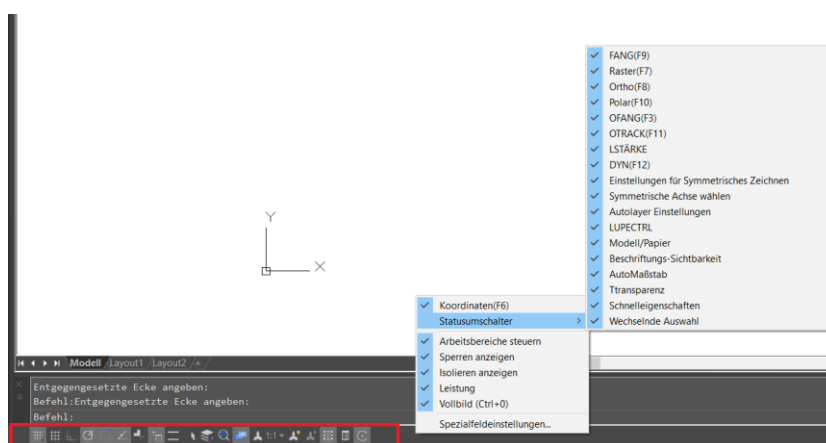 FANG(F9)
Raster(F7)
Ortho(F8)
Polar(F10)
OFANG(F3)
OTRACK(F11)
LSTÄRKE
DYN(F12)
Einstellungen für Symmetrisches Zeichnen
Symmetrische Achse wählen
Autolayer Einstellungen
LUPECTRL
Modell/Papier
Beschriftungs-Sichtbarkeit
AutoMaßstab
Ttransparenz
Schnelleigenschaften
Wechselnde Auswahl
Y
X
Koordinaten(F6)
Statusumschalter
Arbeitsbereiche steuern
Sperren anzeigen
Isolieren anzeigen
Leistung
Vollbild (Ctrl+0)
Spezialfeldeinstellungen...
Modell Layout1 Layout2 +
Entgegengesetzte Ecke angeben:
Befehl:Entgegengesetzte Ecke angeben:
Befehl:
1:1